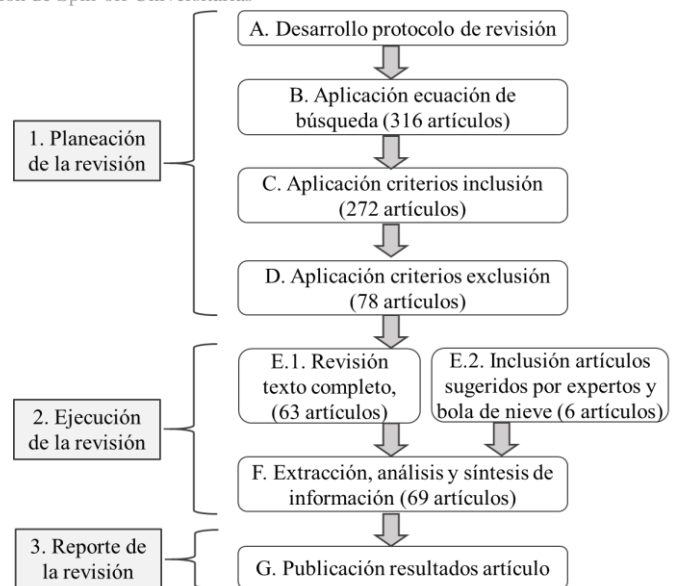 A. Desarrollo protocolo de revisión
B. Aplicación ecuación de
búsqueda (316 artículos)
1. Planeación
de la revisión
C. Aplicación criterios inclusión
(272 artículos)
D. Aplicación criterios exclusión
(78 artículos)
E.1. Revisión
texto completo,
(63 artículos)
E.2. Inclusión artículos
sugeridos por expertos y
bola de nieve (6 artículos)
2. Ejecución
de la revisión
F. Extracción, análisis y síntesis de
información (69 artículos)
3. Reporte de
la revisión
G. Publicación resultados artículo